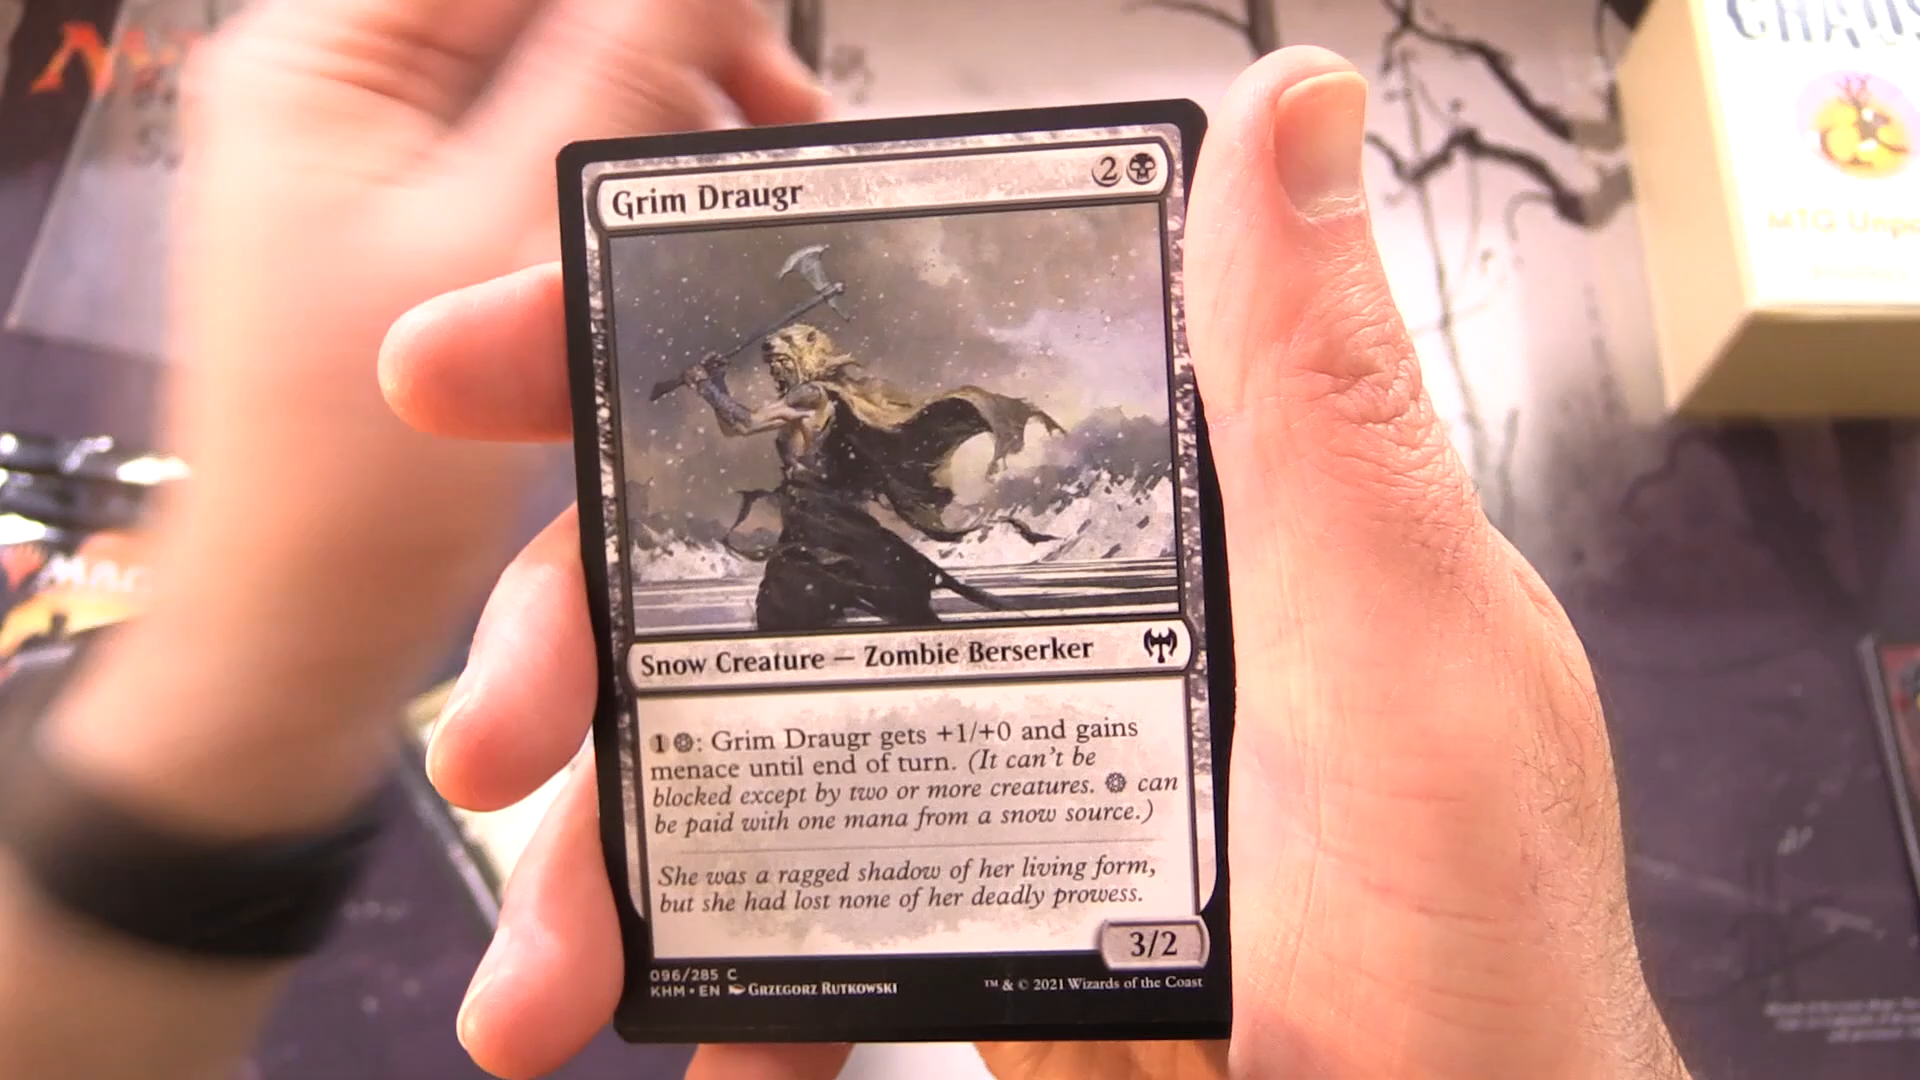 Grim Draugr 2
Snow Creature — Zombie Berserker
1 : Grim Draugr gets +1/+0 and gains
menace until end of turn. (It can't be
blocked except by two or more creatures. can
be paid with one mana from a snow source.)
She was a ragged shadow of her living form,
but she had lost none of her deadly prowess.
3/2
096/285 C
KHM • EN Grzegorz Rutkowski
™ & © 2021 Wizards of the Coast
MTG